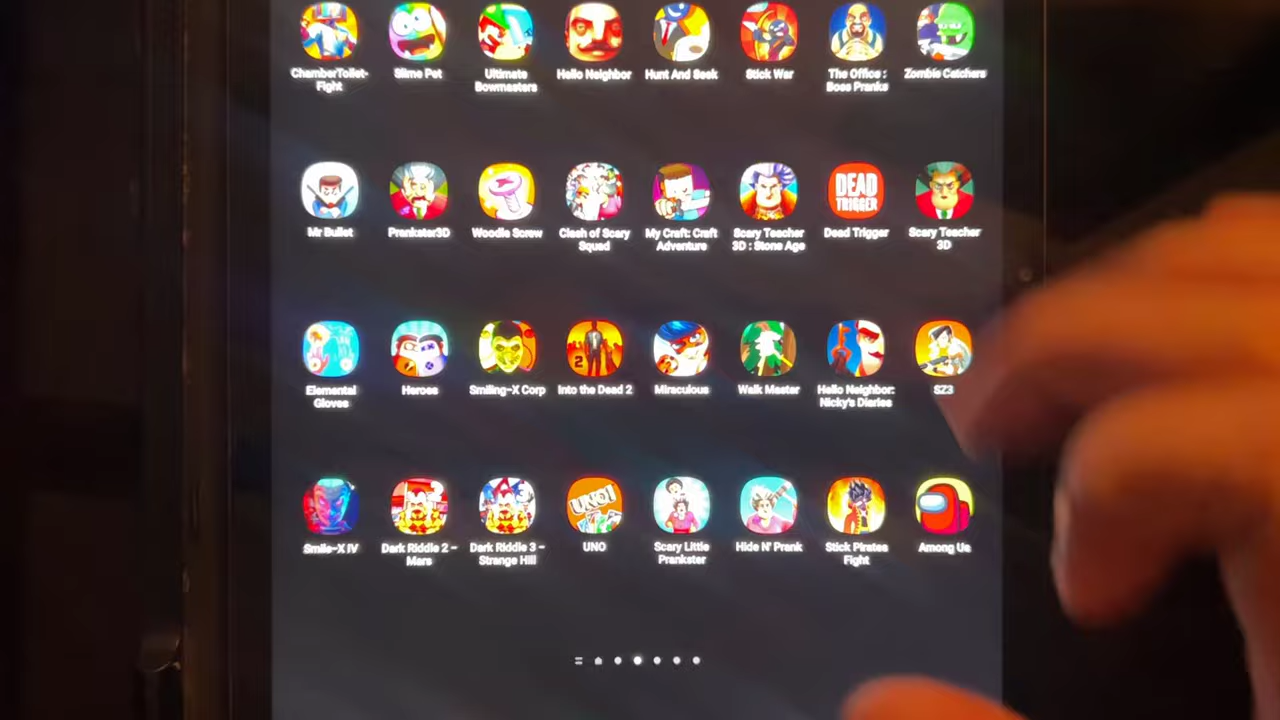 ChamberToilet-
Fight
Slime Pet
Ultimate
Bowmasters
Hello Neighbor
Hunt And Seek
Stick War
The Office :
Boss Pranks
Zombie Catchers
Mr Bullet
Prankster3D
Woodle Screw
Clash of Scary
Squad
My Craft: Craft
Adventure
Scary Teacher
3D : Stone Age
DEAD
TRIGGER
Dead Trigger
Scary Teacher
3D
Elemental
Gloves
Heroes
Smiling-X Corp
2
Into the Dead 2
Miraculous
Walk Master
Hello Neighbor:
Nicky's Diaries
SZ3
Smile-X IV
2
Dark Riddle 2 -
Mars
3
Dark Riddle 3 -
Strange Hill
UNO!
UNO
Scary Little
Prankster
Hide N' Prank
Stick Pirates
Fight
Among Us